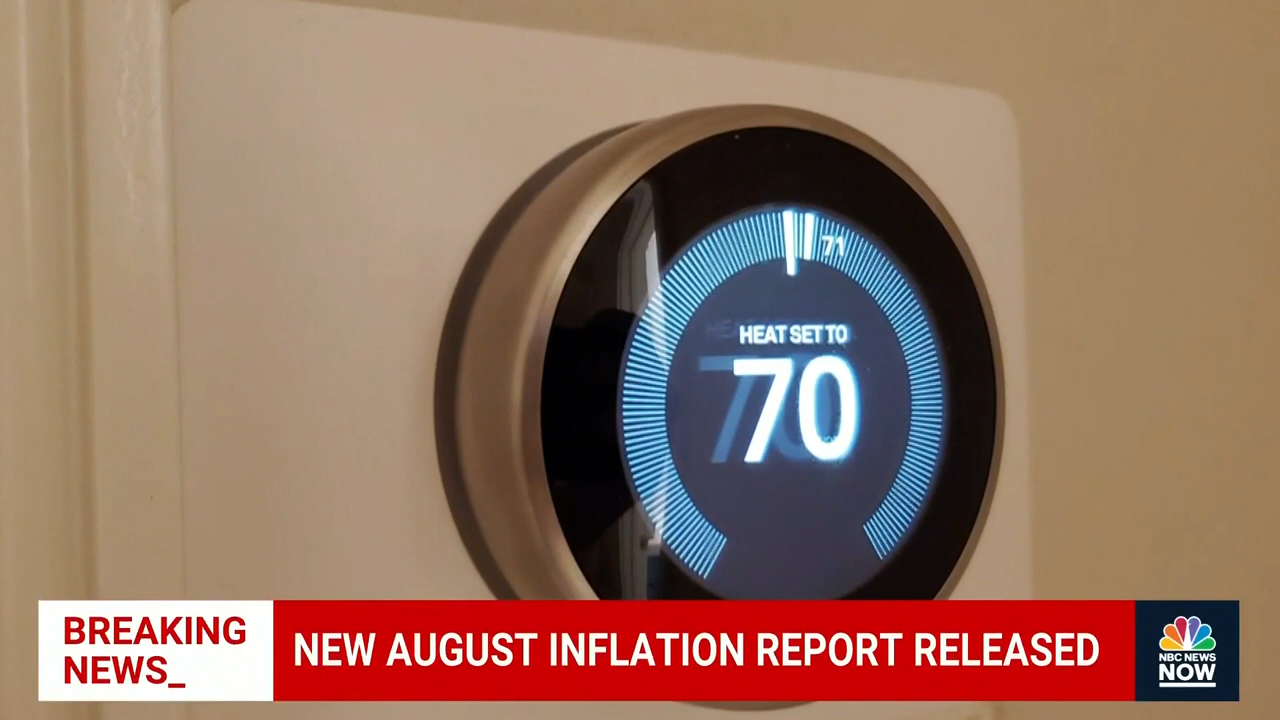 71
HEAT SET TO
70
BREAKING
NEWS_
NEW AUGUST INFLATION REPORT RELEASED
NBC NEWS
NOW